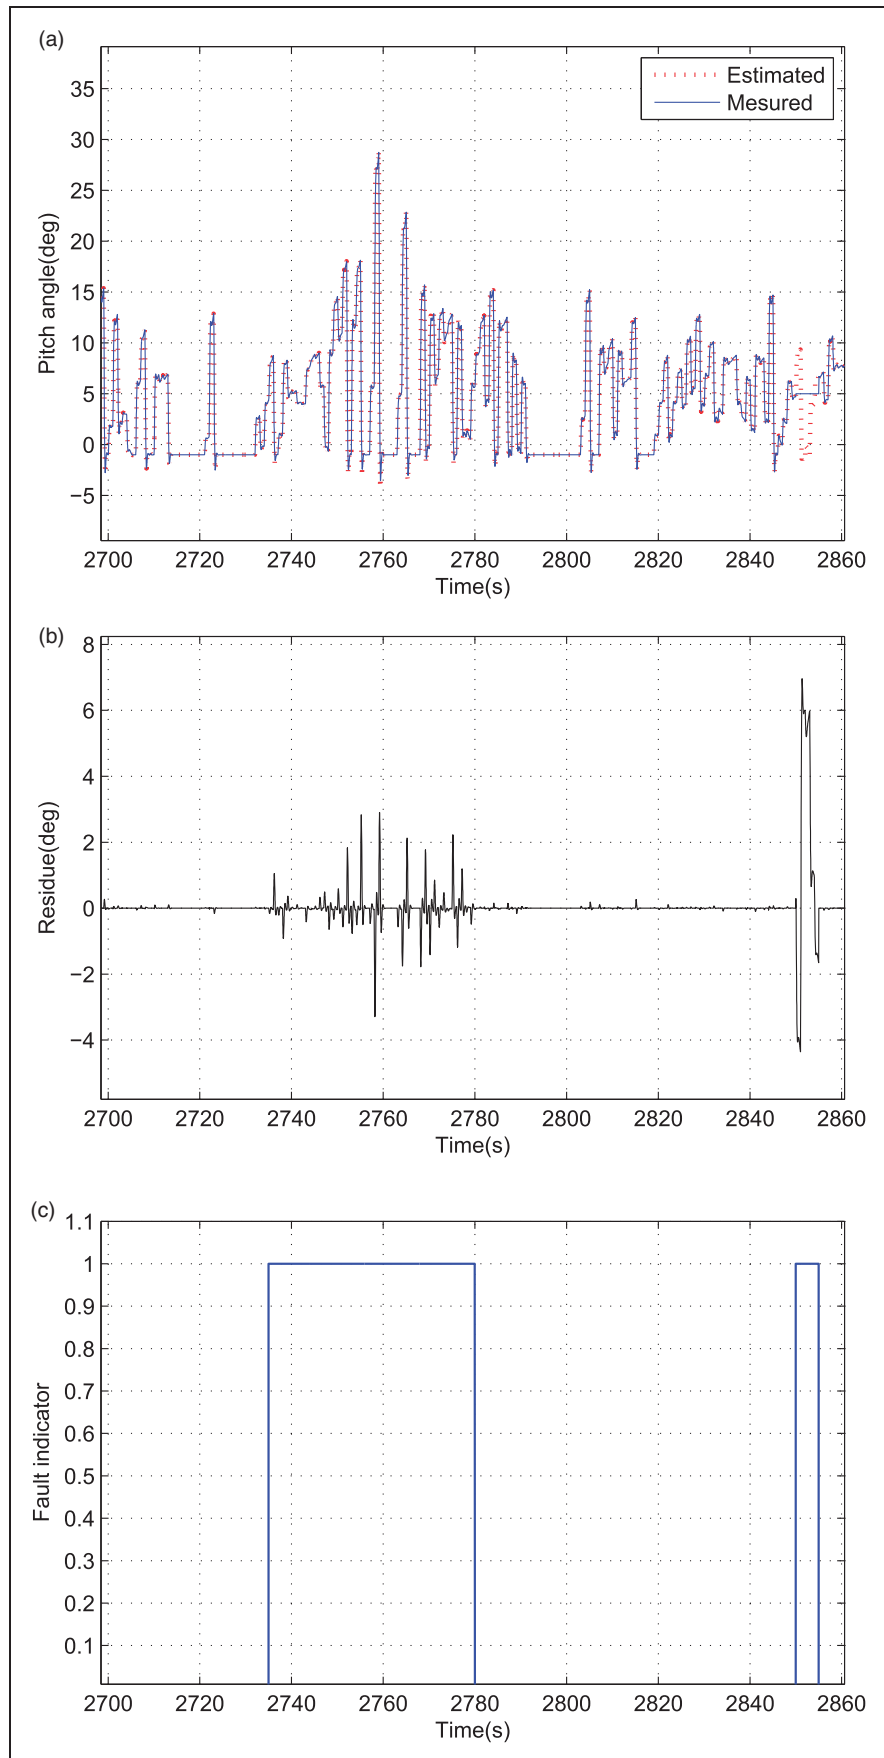 (a)
35
30
25
20
15
10
5
0
−5
Pitch angle(deg)
Estimated
Mesured
2700 2720 2740 2760 2780 2800 2820 2840 2860
Time(s)
(b)
8
6
4
2
0
−2
−4
Residue(deg)
2700 2720 2740 2760 2780 2800 2820 2840 2860
Time(s)
(c)
1.1
1
0.9
0.8
0.7
0.6
0.5
0.4
0.3
0.2
0.1
Fault indicator
2700 2720 2740 2760 2780 2800 2820 2840 2860
Time(s)